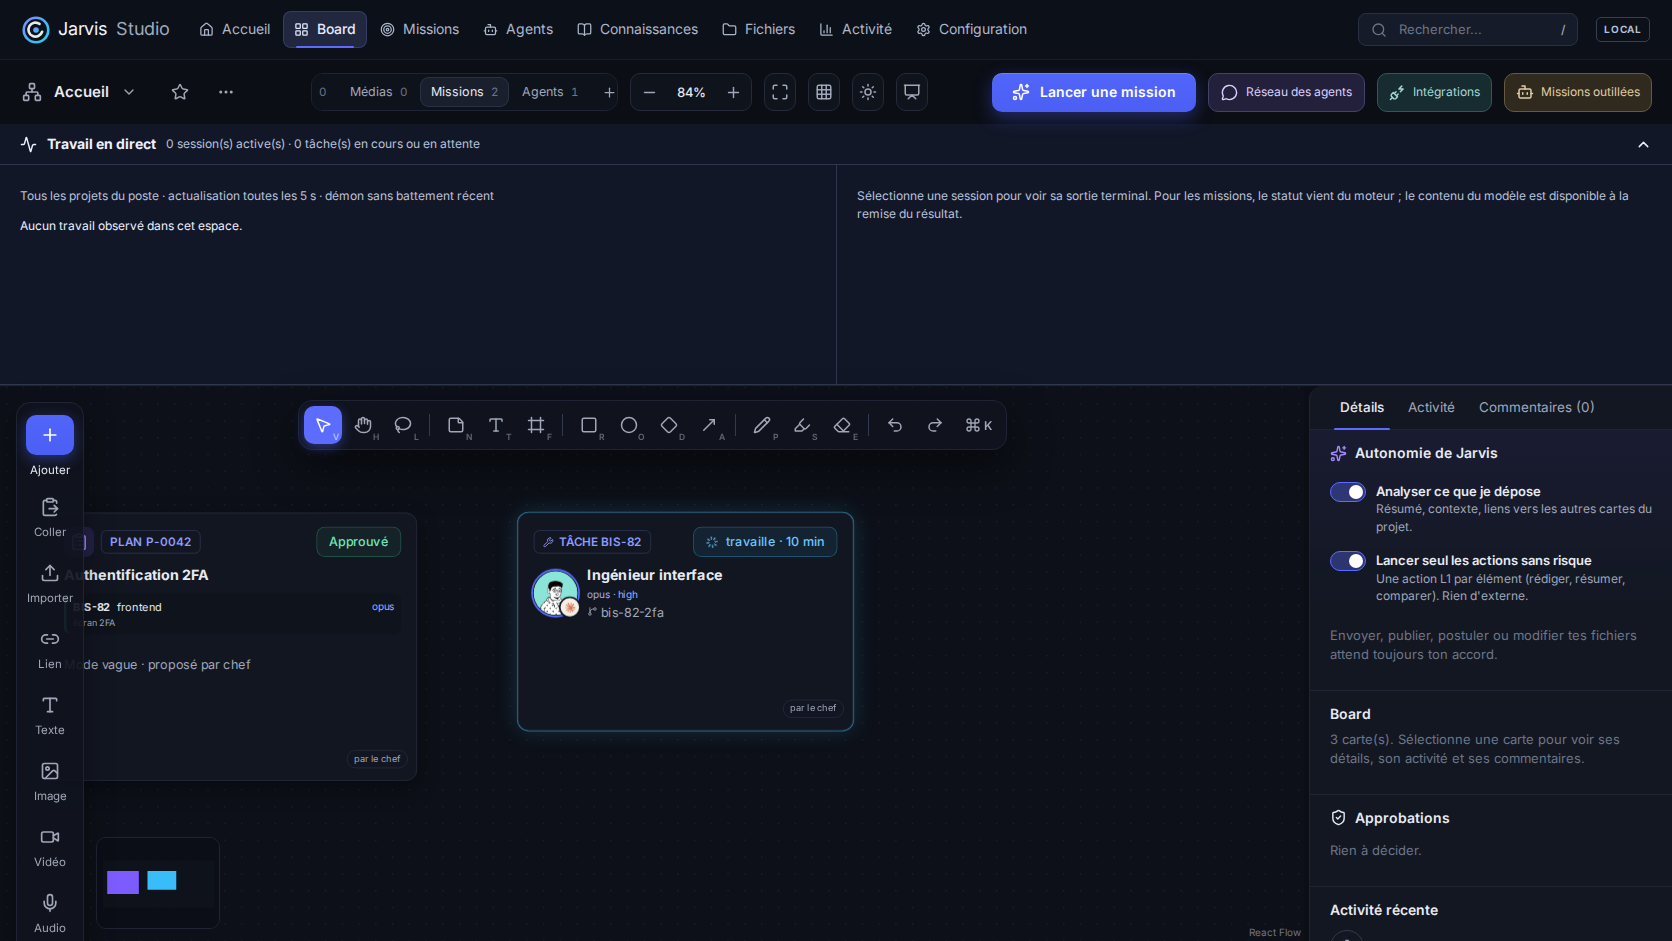 Jarvis Studio
Accueil
Board
Missions
Agents
Connaissances
Fichiers
Activité
Configuration
Rechercher...
/
LOCAL
Accueil
0
Médias 0
Missions 2
Agents 1
84%
Lancer une mission
Réseau des agents
Intégrations
Missions outillées
Travail en direct 0 session(s) active(s) · 0 tâche(s) en cours ou en attente
Tous les projets du poste · actualisation toutes les 5 s · démon sans battement récent
Aucun travail observé dans cet espace.
Sélectionne une session pour voir sa sortie terminal. Pour les missions, le statut vient du moteur ; le contenu du modèle est disponible à la
remise du résultat.
Ajouter
Coller
Importer
Lien
Texte
Image
Vidéo
Audio
V
H
L
N
T
F
R
O
D
A
P
S
E
⌘ K
PLAN P-0042
Approuvé
Authentification 2FA
BIS-82 frontend
opus
écran 2FA
Mode vague · proposé par chef
par le chef
TÂCHE BIS-82
travaille · 10 min
Ingénieur interface
opus · high
bis-82-2fa
par le chef
React Flow
Détails
Activité
Commentaires (0)
Autonomie de Jarvis
Analyser ce que je dépose
Résumé, contexte, liens vers les autres cartes du
projet.
Lancer seul les actions sans risque
Une action L1 par élément (rédiger, résumer,
comparer). Rien d'externe.
Envoyer, publier, postuler ou modifier tes fichiers
attend toujours ton accord.
Board
3 carte(s). Sélectionne une carte pour voir ses
détails, son activité et ses commentaires.
Approbations
Rien à décider.
Activité récente